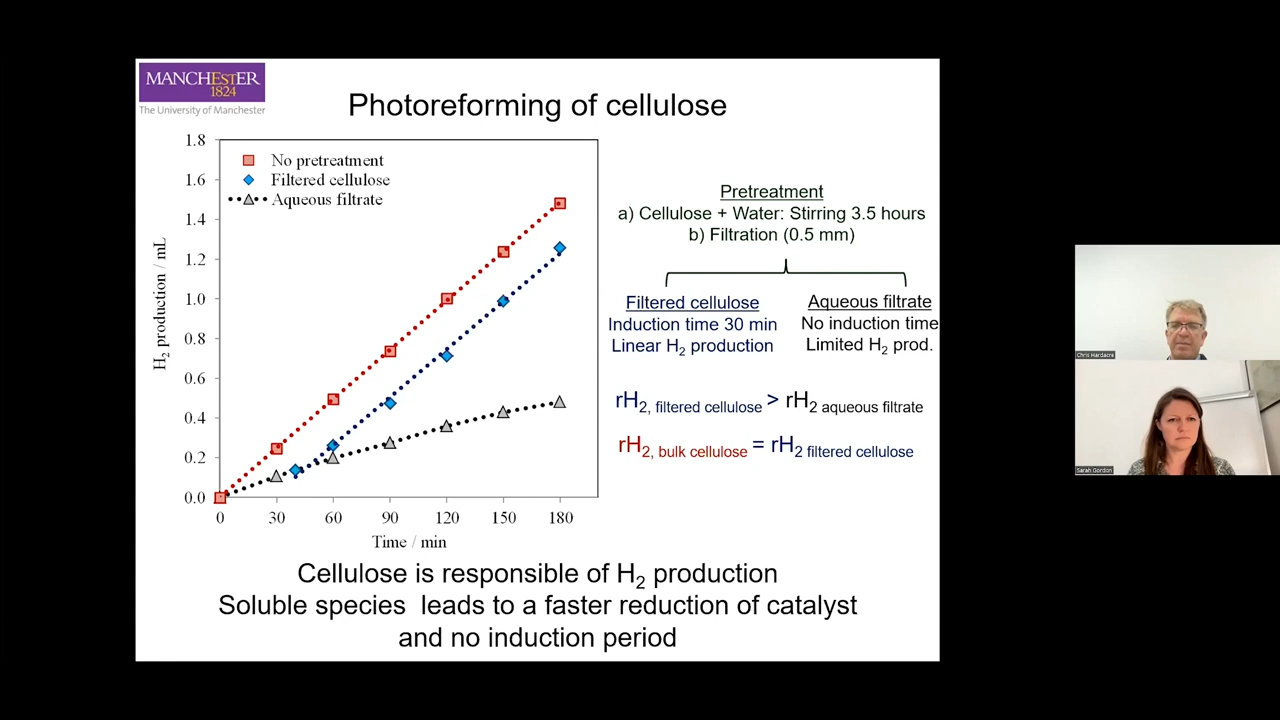 MANCHESTER
1824
The University of Manchester
Photoreforming of cellulose
1.8
1.6
1.4
1.2
1.0
0.8
0.6
0.4
0.2
0.0
H2 production / mL
No pretreatment
Filtered cellulose
Aqueous filtrate
0 30 60 90 120 150 180
Time / min
Pretreatment
a) Cellulose + Water: Stirring 3.5 hours
b) Filtration (0.5 mm)
Filtered cellulose
Induction time 30 min
Linear H2 production
Aqueous filtrate
No induction time
Limited H2 prod.
rH2, filtered cellulose > rH2 aqueous filtrate
rH2, bulk cellulose = rH2 filtered cellulose
Cellulose is responsible of H2 production
Soluble species leads to a faster reduction of catalyst
and no induction period
Chris Hardacre
Sarah Gordon